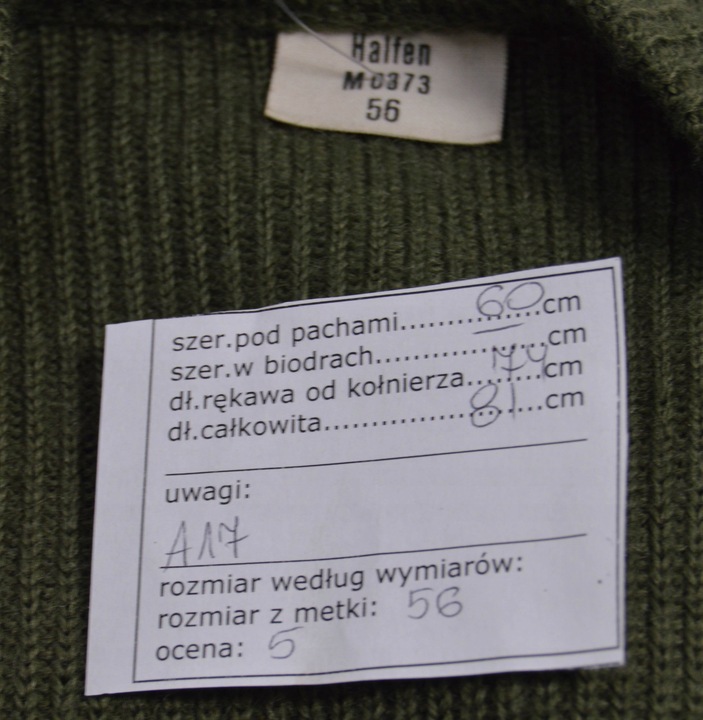 Halfen
M 0373
56
szer.pod pachami..............60cm
szer.w biodrach....................cm
dł.rękawa od kołnierza........74cm
dł.całkowita......................81cm
uwagi:
A17
rozmiar według wymiarów:
rozmiar z metki: 56
ocena: 5